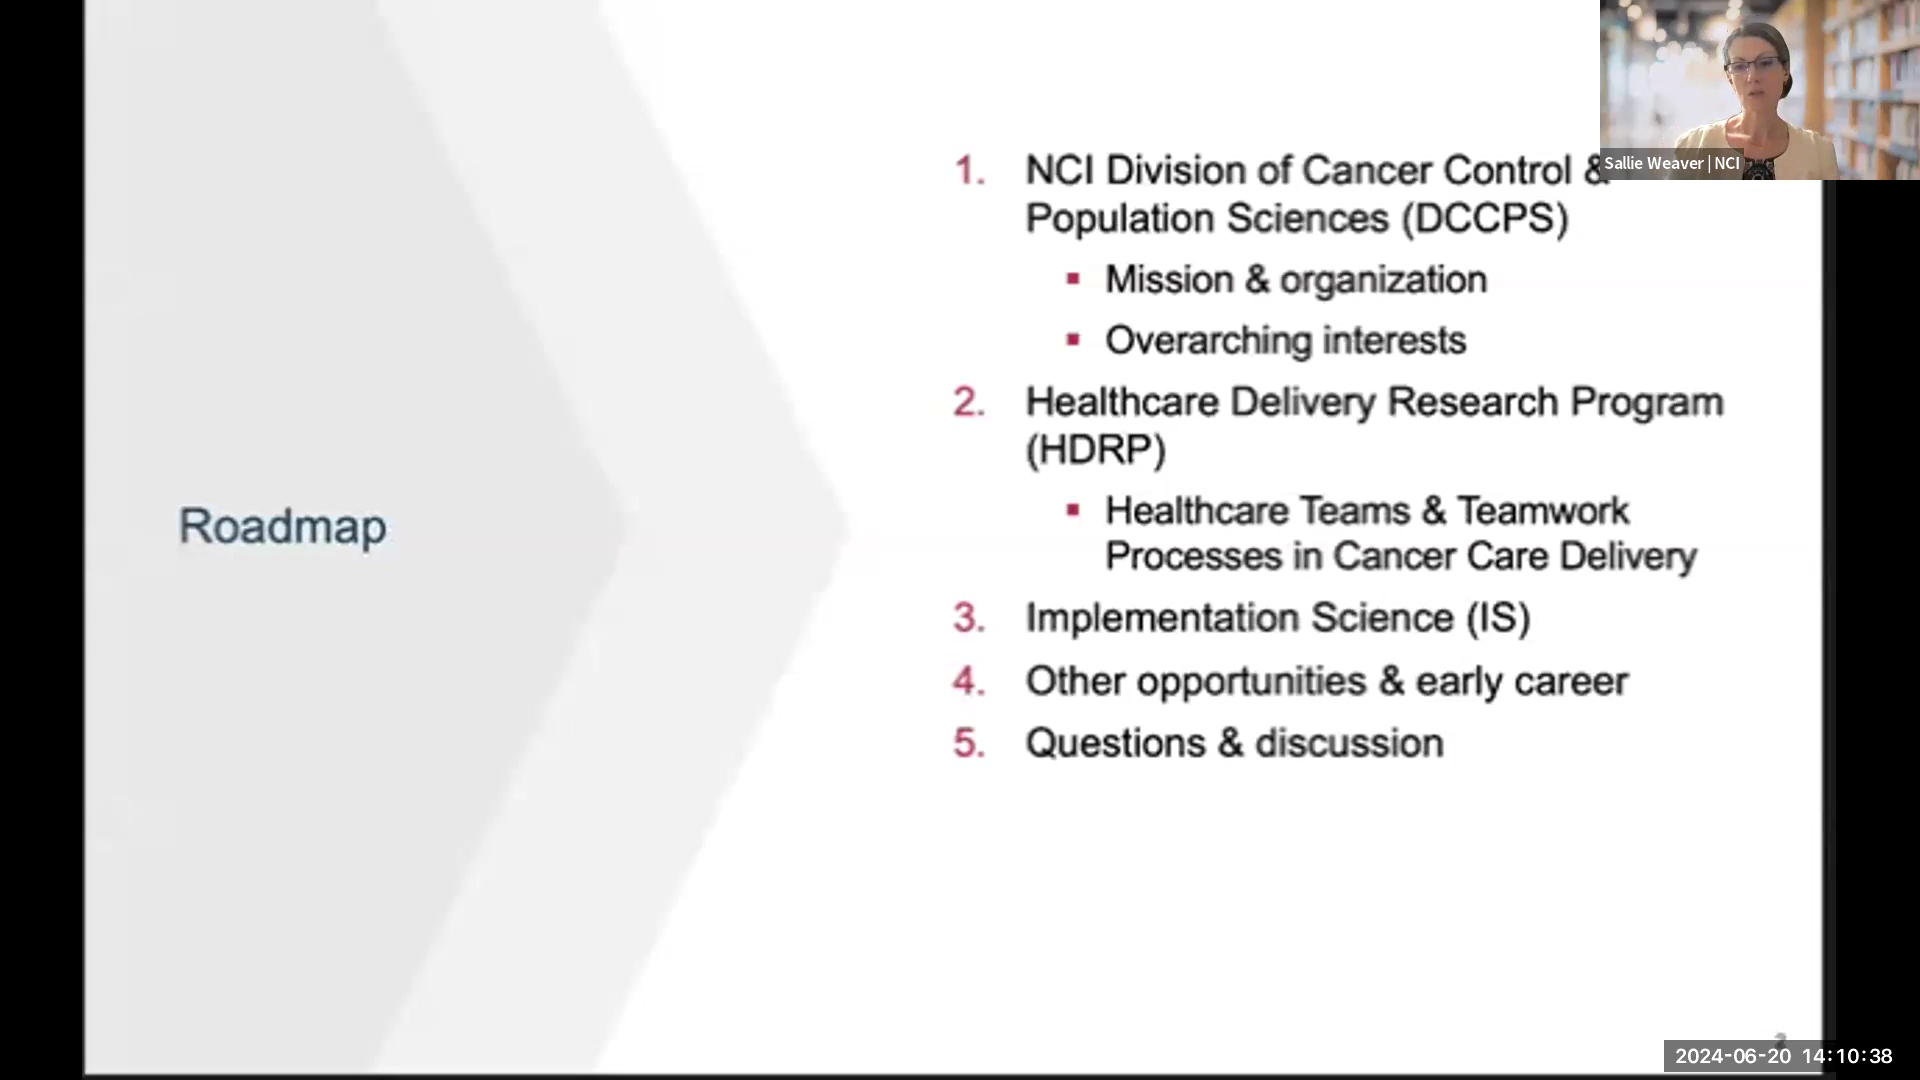 Roadmap
1. NCI Division of Cancer Control &
Population Sciences (DCCPS)
▪ Mission & organization
▪ Overarching interests
2. Healthcare Delivery Research Program
(HDRP)
▪ Healthcare Teams & Teamwork
Processes in Cancer Care Delivery
3. Implementation Science (IS)
4. Other opportunities & early career
5. Questions & discussion
Sallie Weaver | NCI
2024-06-20 14:10:38